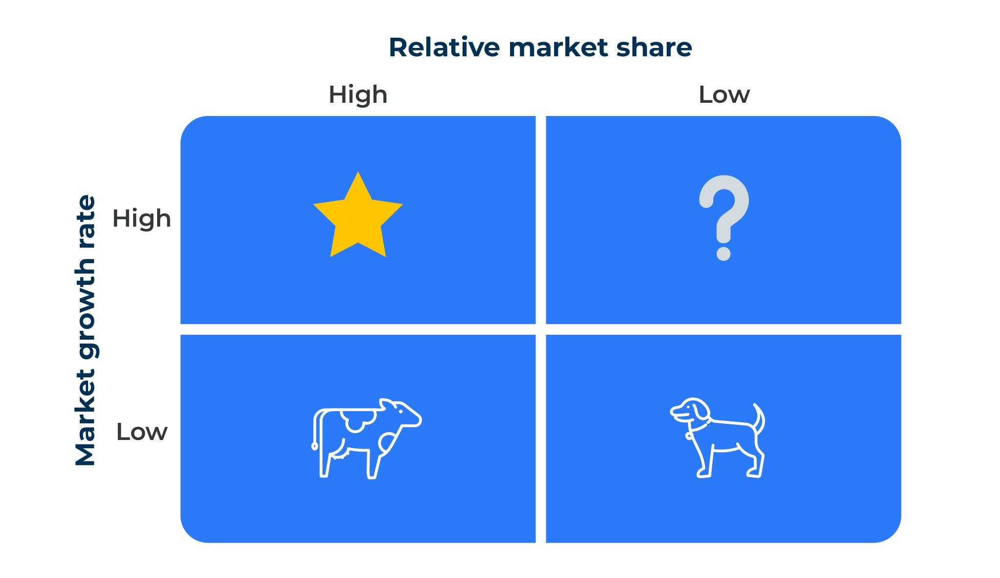 Relative market share
High
Low
Market growth rate
High
Low